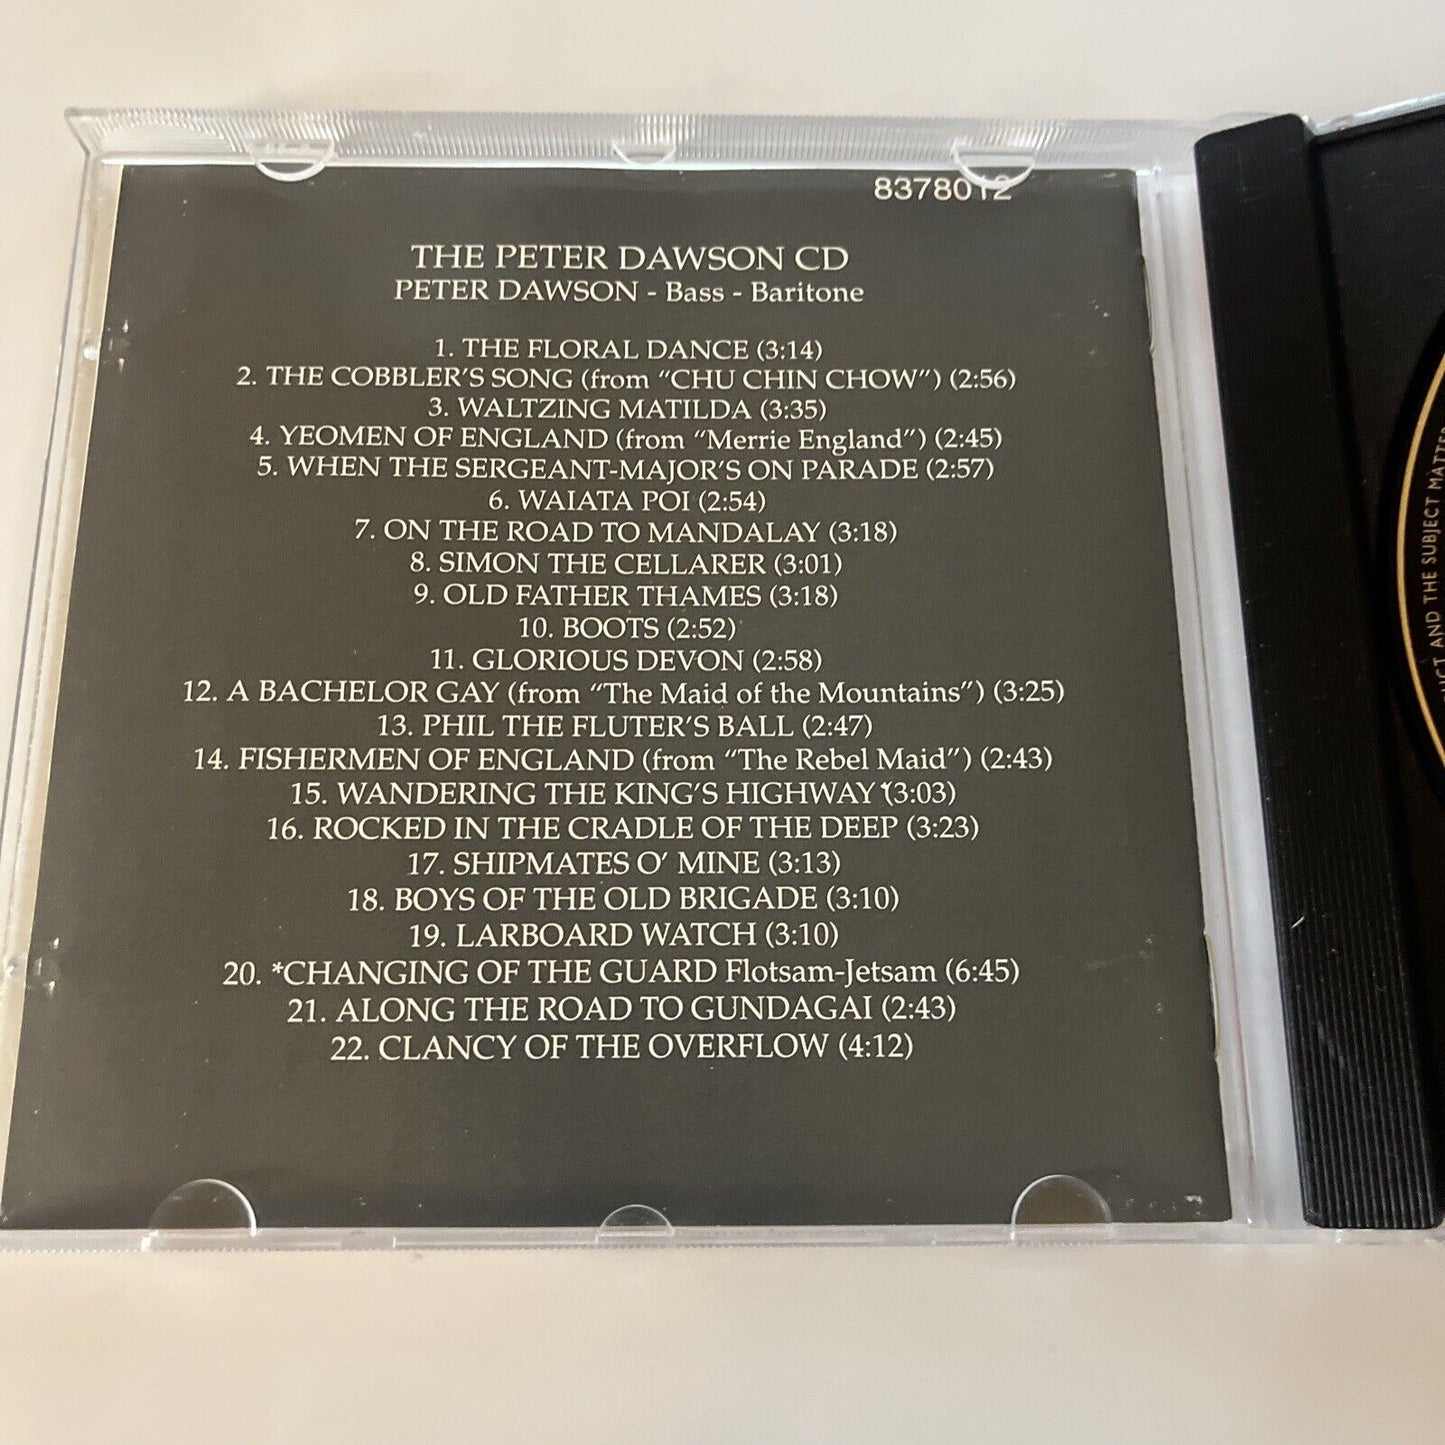 8378012
THE PETER DAWSON CD
PETER DAWSON - Bass - Baritone
1. THE FLORAL DANCE (3:14)
2. THE COBBLER'S SONG (from "CHU CHIN CHOW") (2:56)
3. WALTZING MATILDA (3:35)
4. YEOMEN OF ENGLAND (from "Merrie England") (2:45)
5. WHEN THE SERGEANT-MAJOR'S ON PARADE (2:57)
6. WAIATA POI (2:54)
7. ON THE ROAD TO MANDALAY (3:18)
8. SIMON THE CELLARER (3:01)
9. OLD FATHER THAMES (3:18)
10. BOOTS (2:52)
11. GLORIOUS DEVON (2:58)
12. A BACHELOR GAY (from "The Maid of the Mountains") (3:25)
13. PHIL THE FLUTER'S BALL (2:47)
14. FISHERMEN OF ENGLAND (from "The Rebel Maid") (2:43)
15. WANDERING THE KING'S HIGHWAY (3:03)
16. ROCKED IN THE CRADLE OF THE DEEP (3:23)
17. SHIPMATES O' MINE (3:13)
18. BOYS OF THE OLD BRIGADE (3:10)
19. LARBOARD WATCH (3:10)
20. *CHANGING OF THE GUARD Flotsam-Jetsam (6:45)
21. ALONG THE ROAD TO GUNDAGAI (2:43)
22. CLANCY OF THE OVERFLOW (4:12)
AND THE SUBJECT MATTER